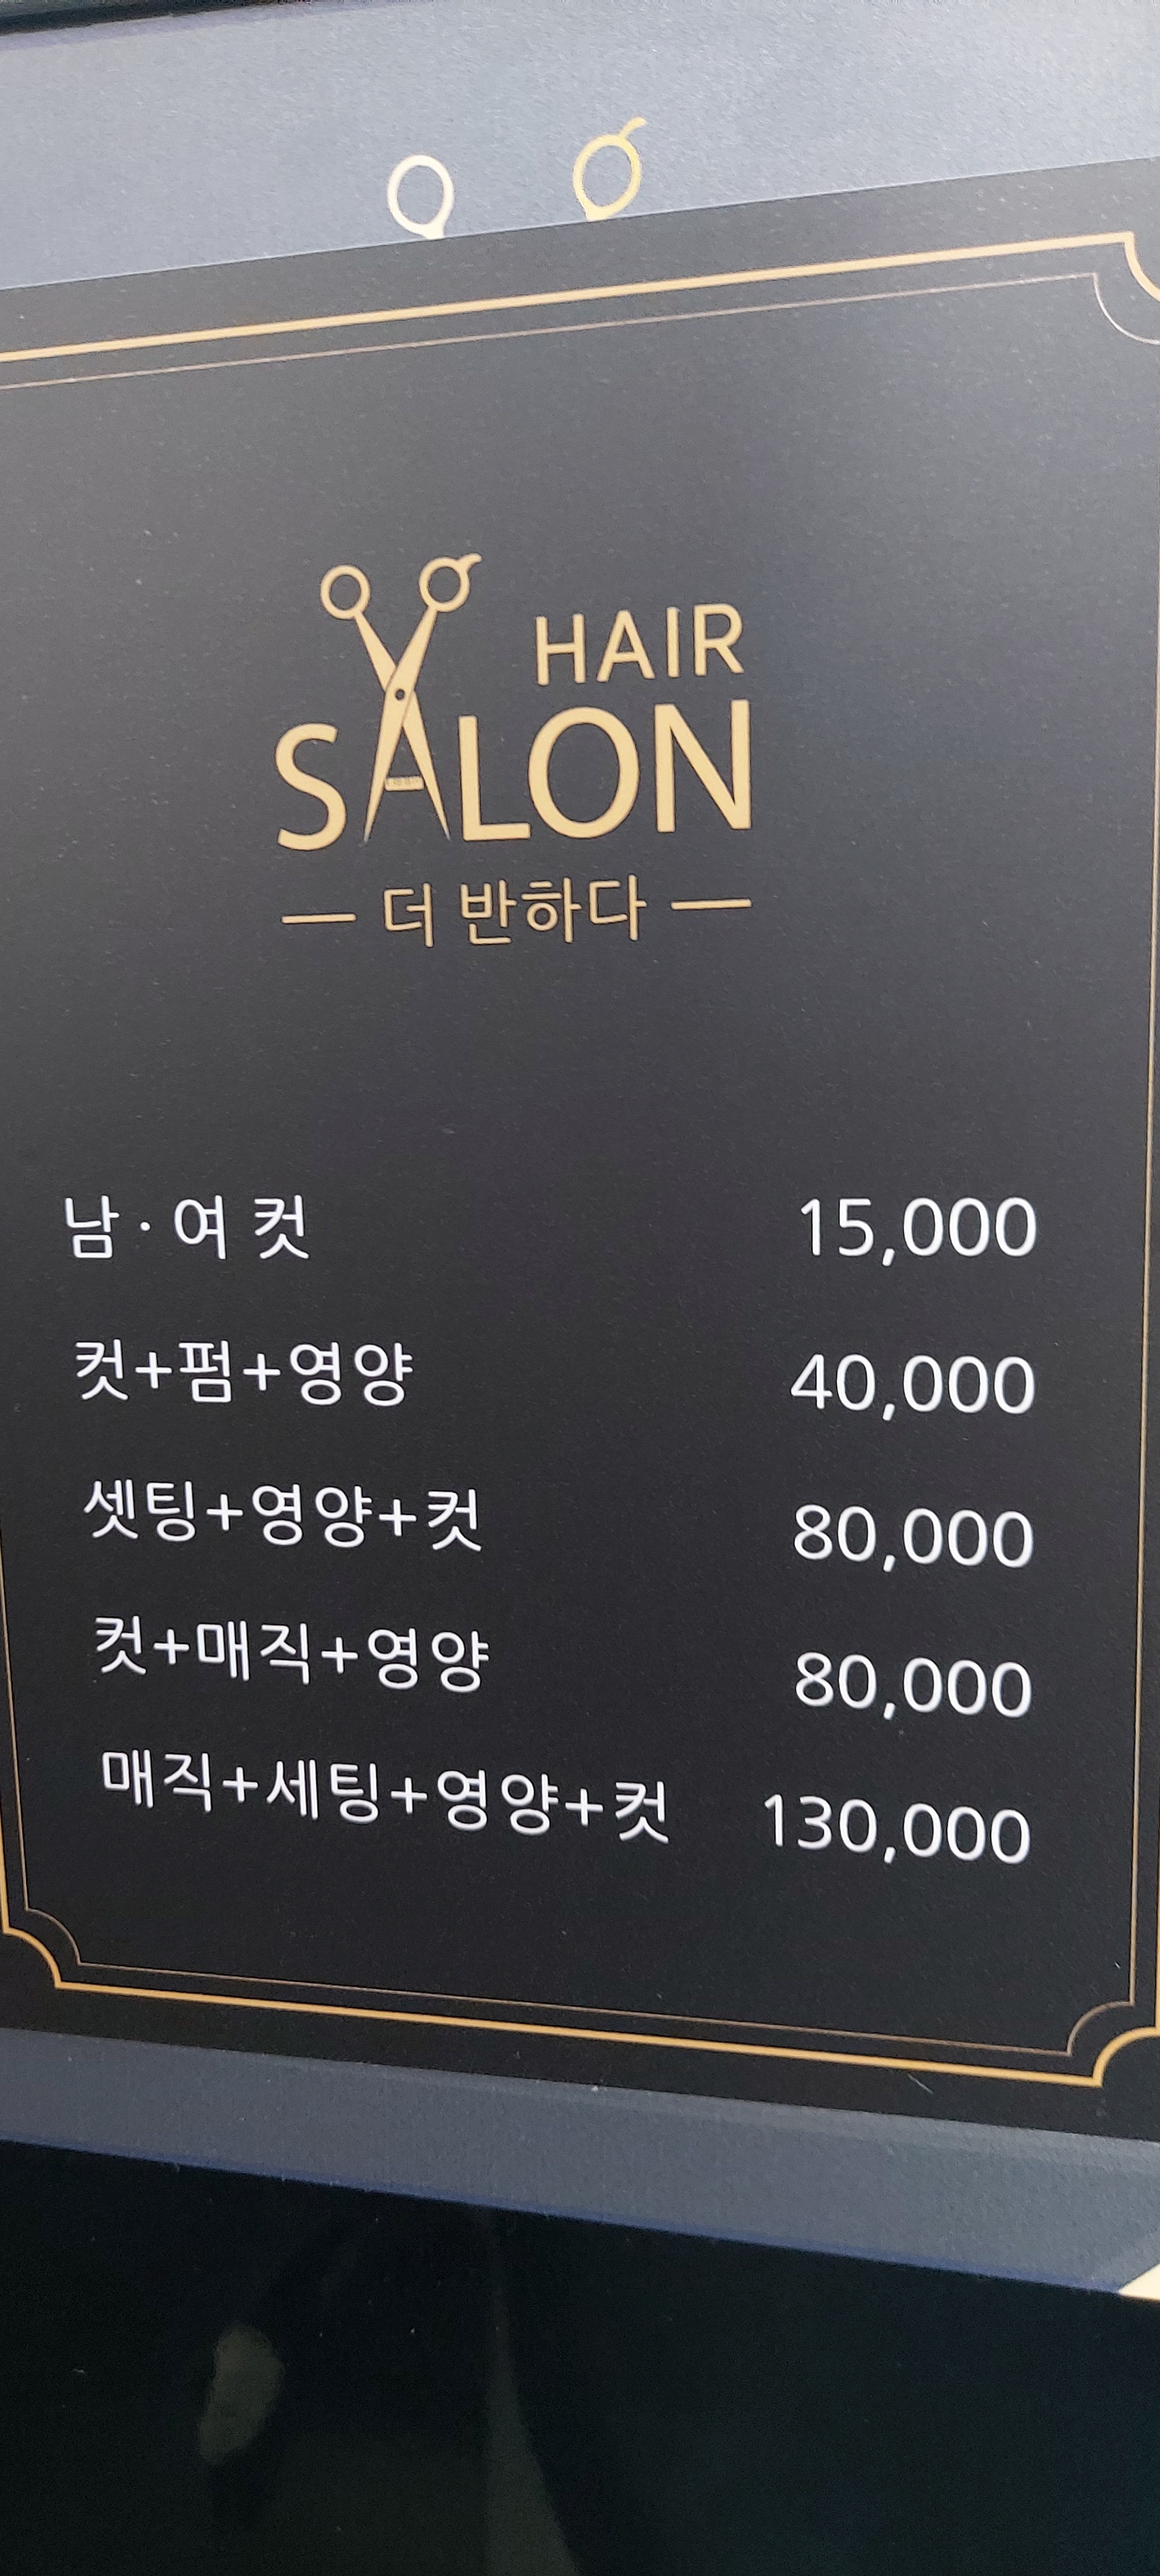 HAIR
SALON
더 반하다
남·여 컷 15,000
컷+펌+영양 40,000
셋팅+영양+컷 80,000
컷+매직+영양 80,000
매직+세팅+영양+컷 130,000